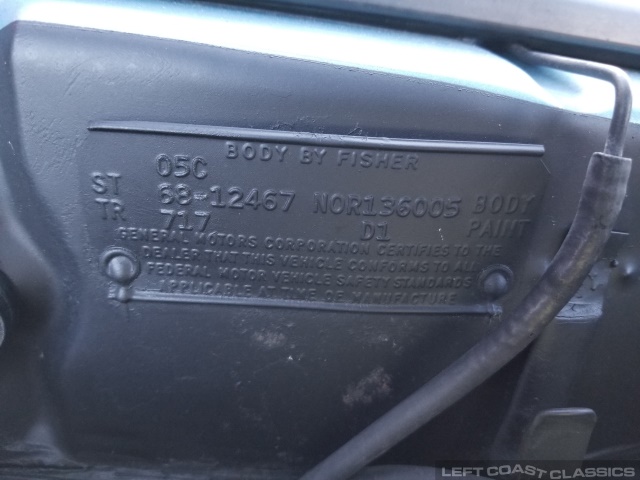 BODY BY FISHER
05C
ST 68-12467 NOR136005 BODY
TR 717 D1 PAINT
GENERAL MOTORS CORPORATION CERTIFIES TO THE
DEALER THAT THIS VEHICLE CONFORMS TO ALL
FEDERAL MOTOR VEHICLE SAFETY STANDARDS
APPLICABLE AT TIME OF MANUFACTURE
LEFT COAST CLASSICS